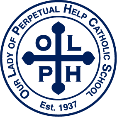 OUR LADY OF PERPETUAL HELP CATHOLIC SCHOOL
O L
P H
EST. 1937